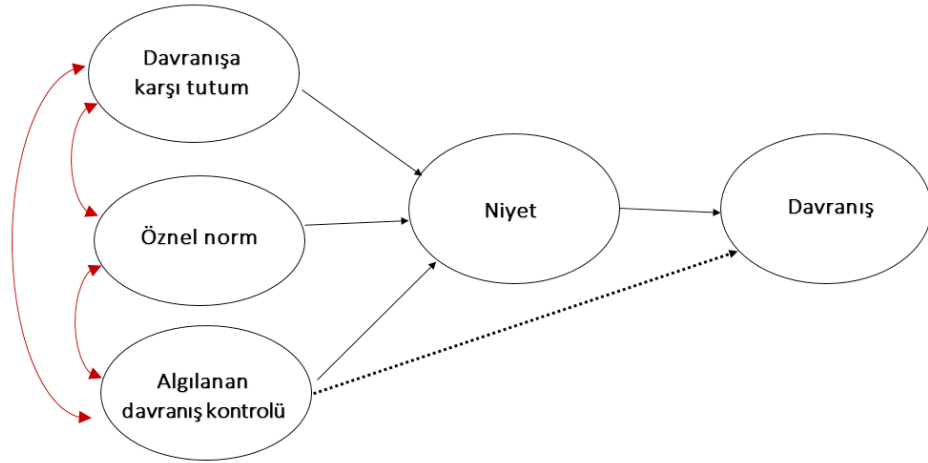 Davranışa
karşı tutum
Öznel norm
Algılanan
davranış kontrolü
Niyet
Davranış